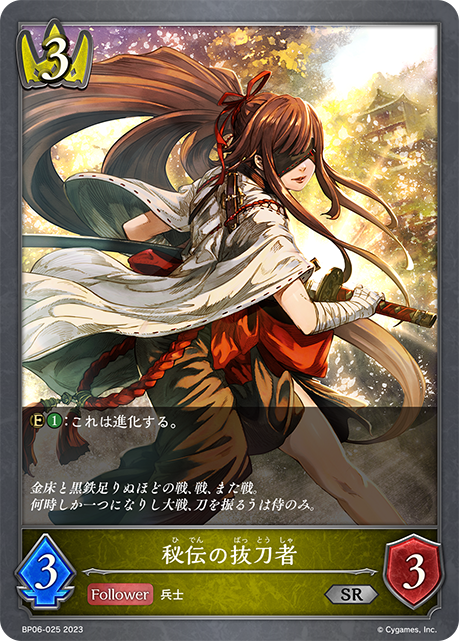 3
E 1:これは進化する。
金床と黒鉄足りぬほどの戦、戦、また戦。
何時しか一つになりし大戦、刀を振るうは侍のみ。
ひでん ばっとうしゃ
秘伝の抜刀者
3
Follower 兵士
SR
3
BP06-025 2023
© Cygames, Inc.